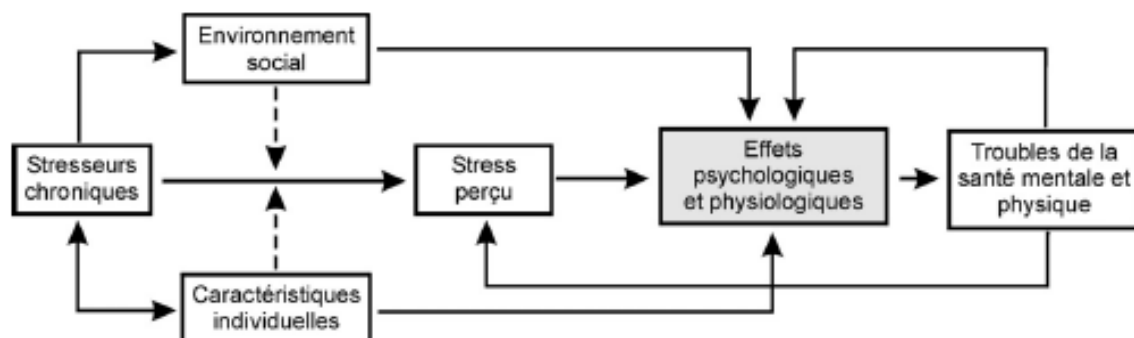 Environnement
social
Stresseurs
chroniques
Stress
perçu
Effets
psychologiques
et physiologiques
Troubles de la
santé mentale et
physique
Caractéristiques
individuelles